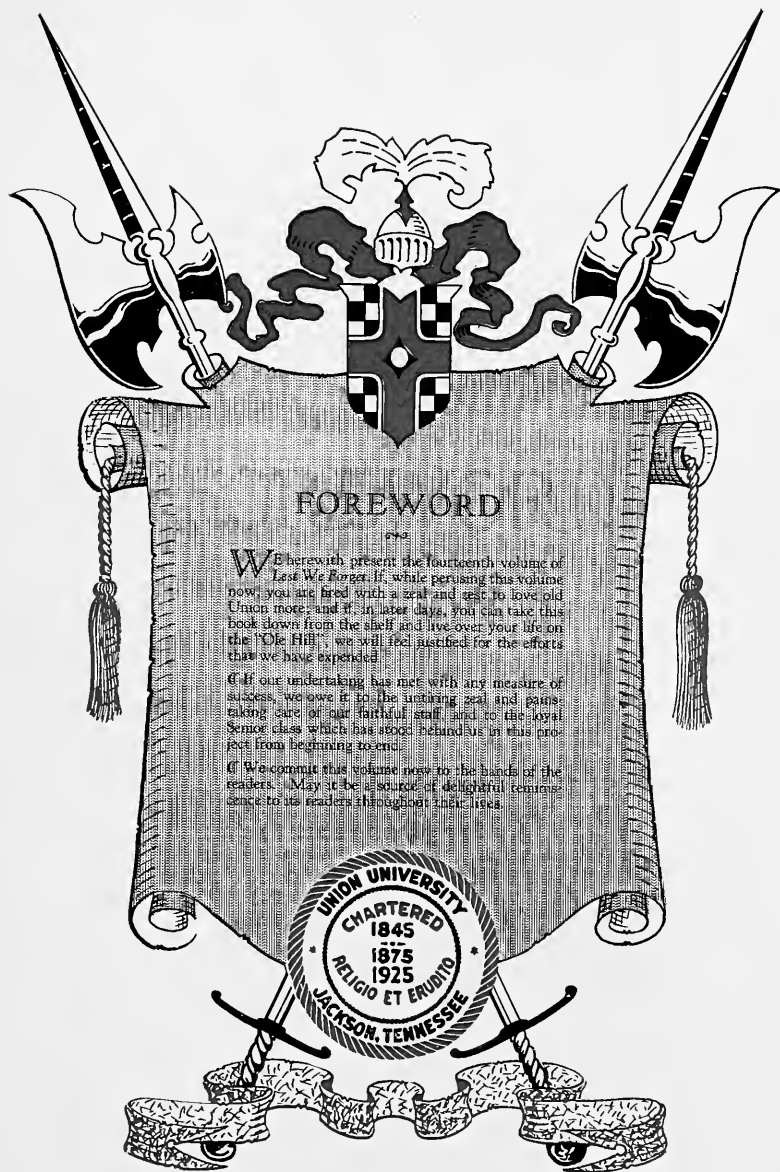 FOREWORD
WE herewith present the fourteenth volume of
Lest We Forget. If, while perusing this volume
now, you are fired with a zeal and zest to love old
Union more; and if, in later days, you can take this
book down from the shelf and live over your life on
the "Ole Hill", we will feel justified for the efforts
that we have expended.
¶ If our undertaking has met with any measure of
success, we owe it to the untiring zeal and pains-
taking care of our faithful staff and to the loyal
Senior class which has stood behind us in this pro-
ject from beginning to end.
¶ We commit this volume now to the hands of the
readers. May it be a source of delightful reminis-
cence to its readers throughout their lives.
UNION UNIVERSITY
CHARTERED
1845
1875
1925
RELIGIO ET ERUDITO
JACKSON, TENNESSEE